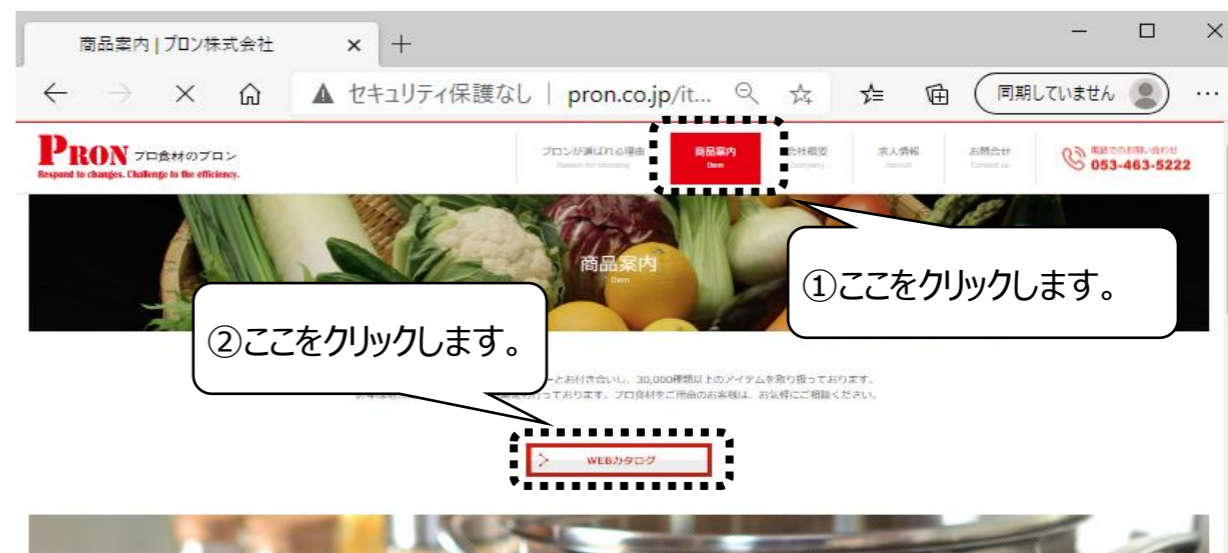 商品案内 | プロン株式会社
セキュリティ保護なし | pron.co.jp/it...
同期していません
PRON プロ食材のプロン
Respond to changes. Challenge to the efficiency.
プロンが選ばれる理由
Reason for choosing
商品案内
Item
会社概要
Company
求人情報
Recruit
お問合せ
Contact us
電話でのお問い合わせ
053-463-5222
商品案内
Item
①ここをクリックします。
②ここをクリックします。
ーとお付き合いし、30,000種類以上のアイテムを取り扱っております。
っております。プロ食材をご用命のお客様は、お気軽にご相談ください。
WEBカタログ